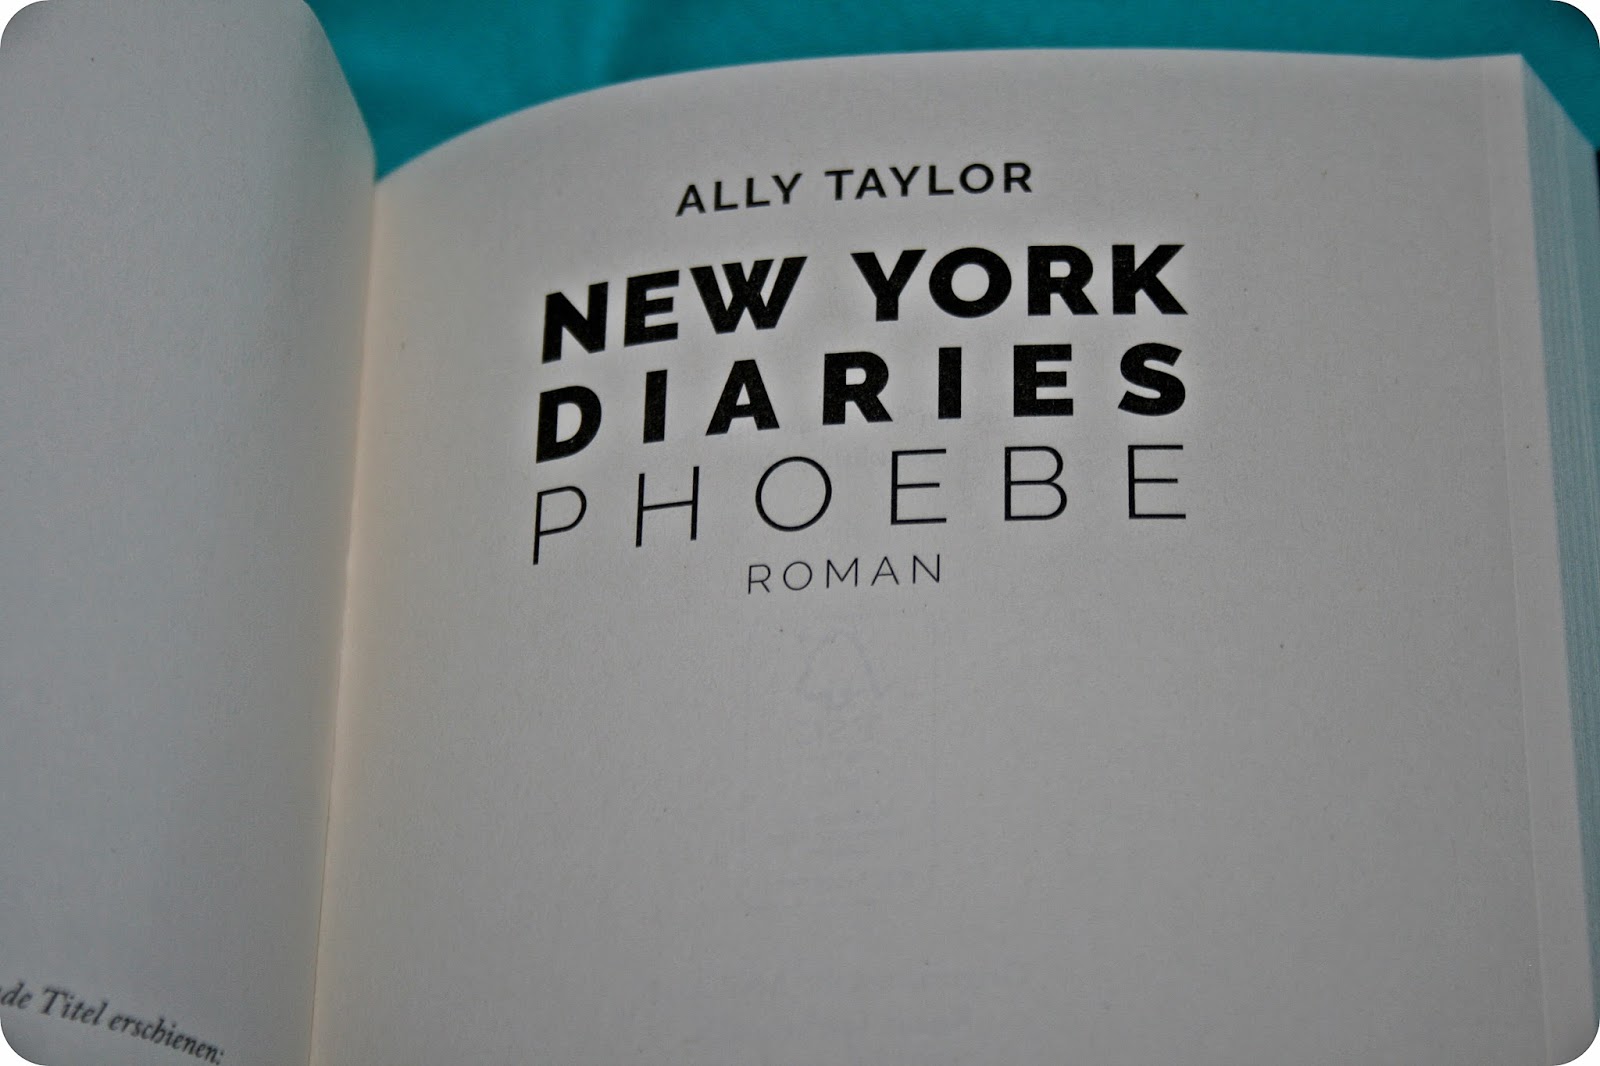 Titel erschienen:
ALLY TAYLOR
NEW YORK
DIARIES
PHOEBE
ROMAN